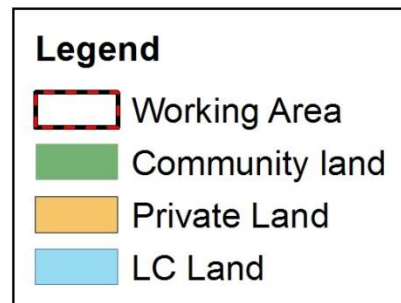 Legend
Working Area
Community land
Private Land
LC Land